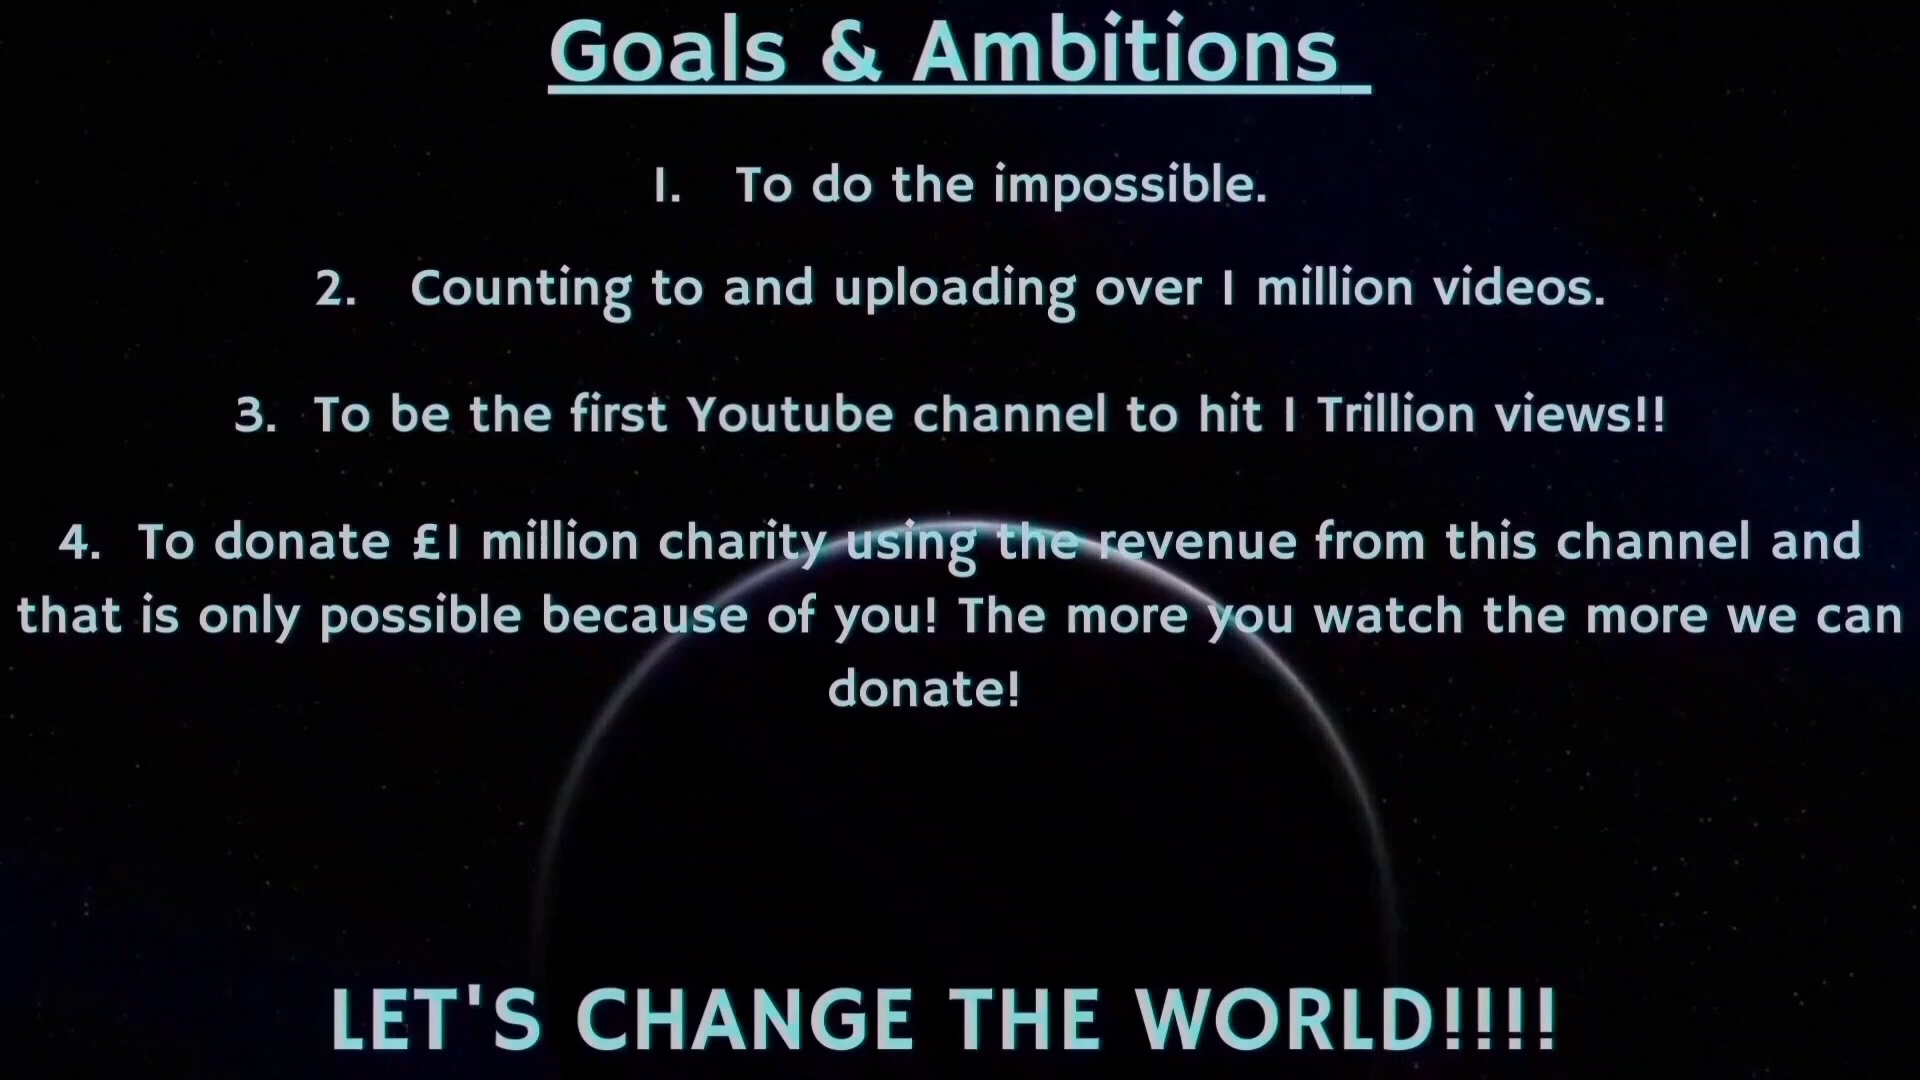 Goals & Ambitions
1. To do the impossible.
2. Counting to and uploading over 1 million videos.
3. To be the first Youtube channel to hit 1 Trillion views!!
4. To donate £1 million charity using the revenue from this channel and
that is only possible because of you! The more you watch the more we can
donate!
LET'S CHANGE THE WORLD!!!!